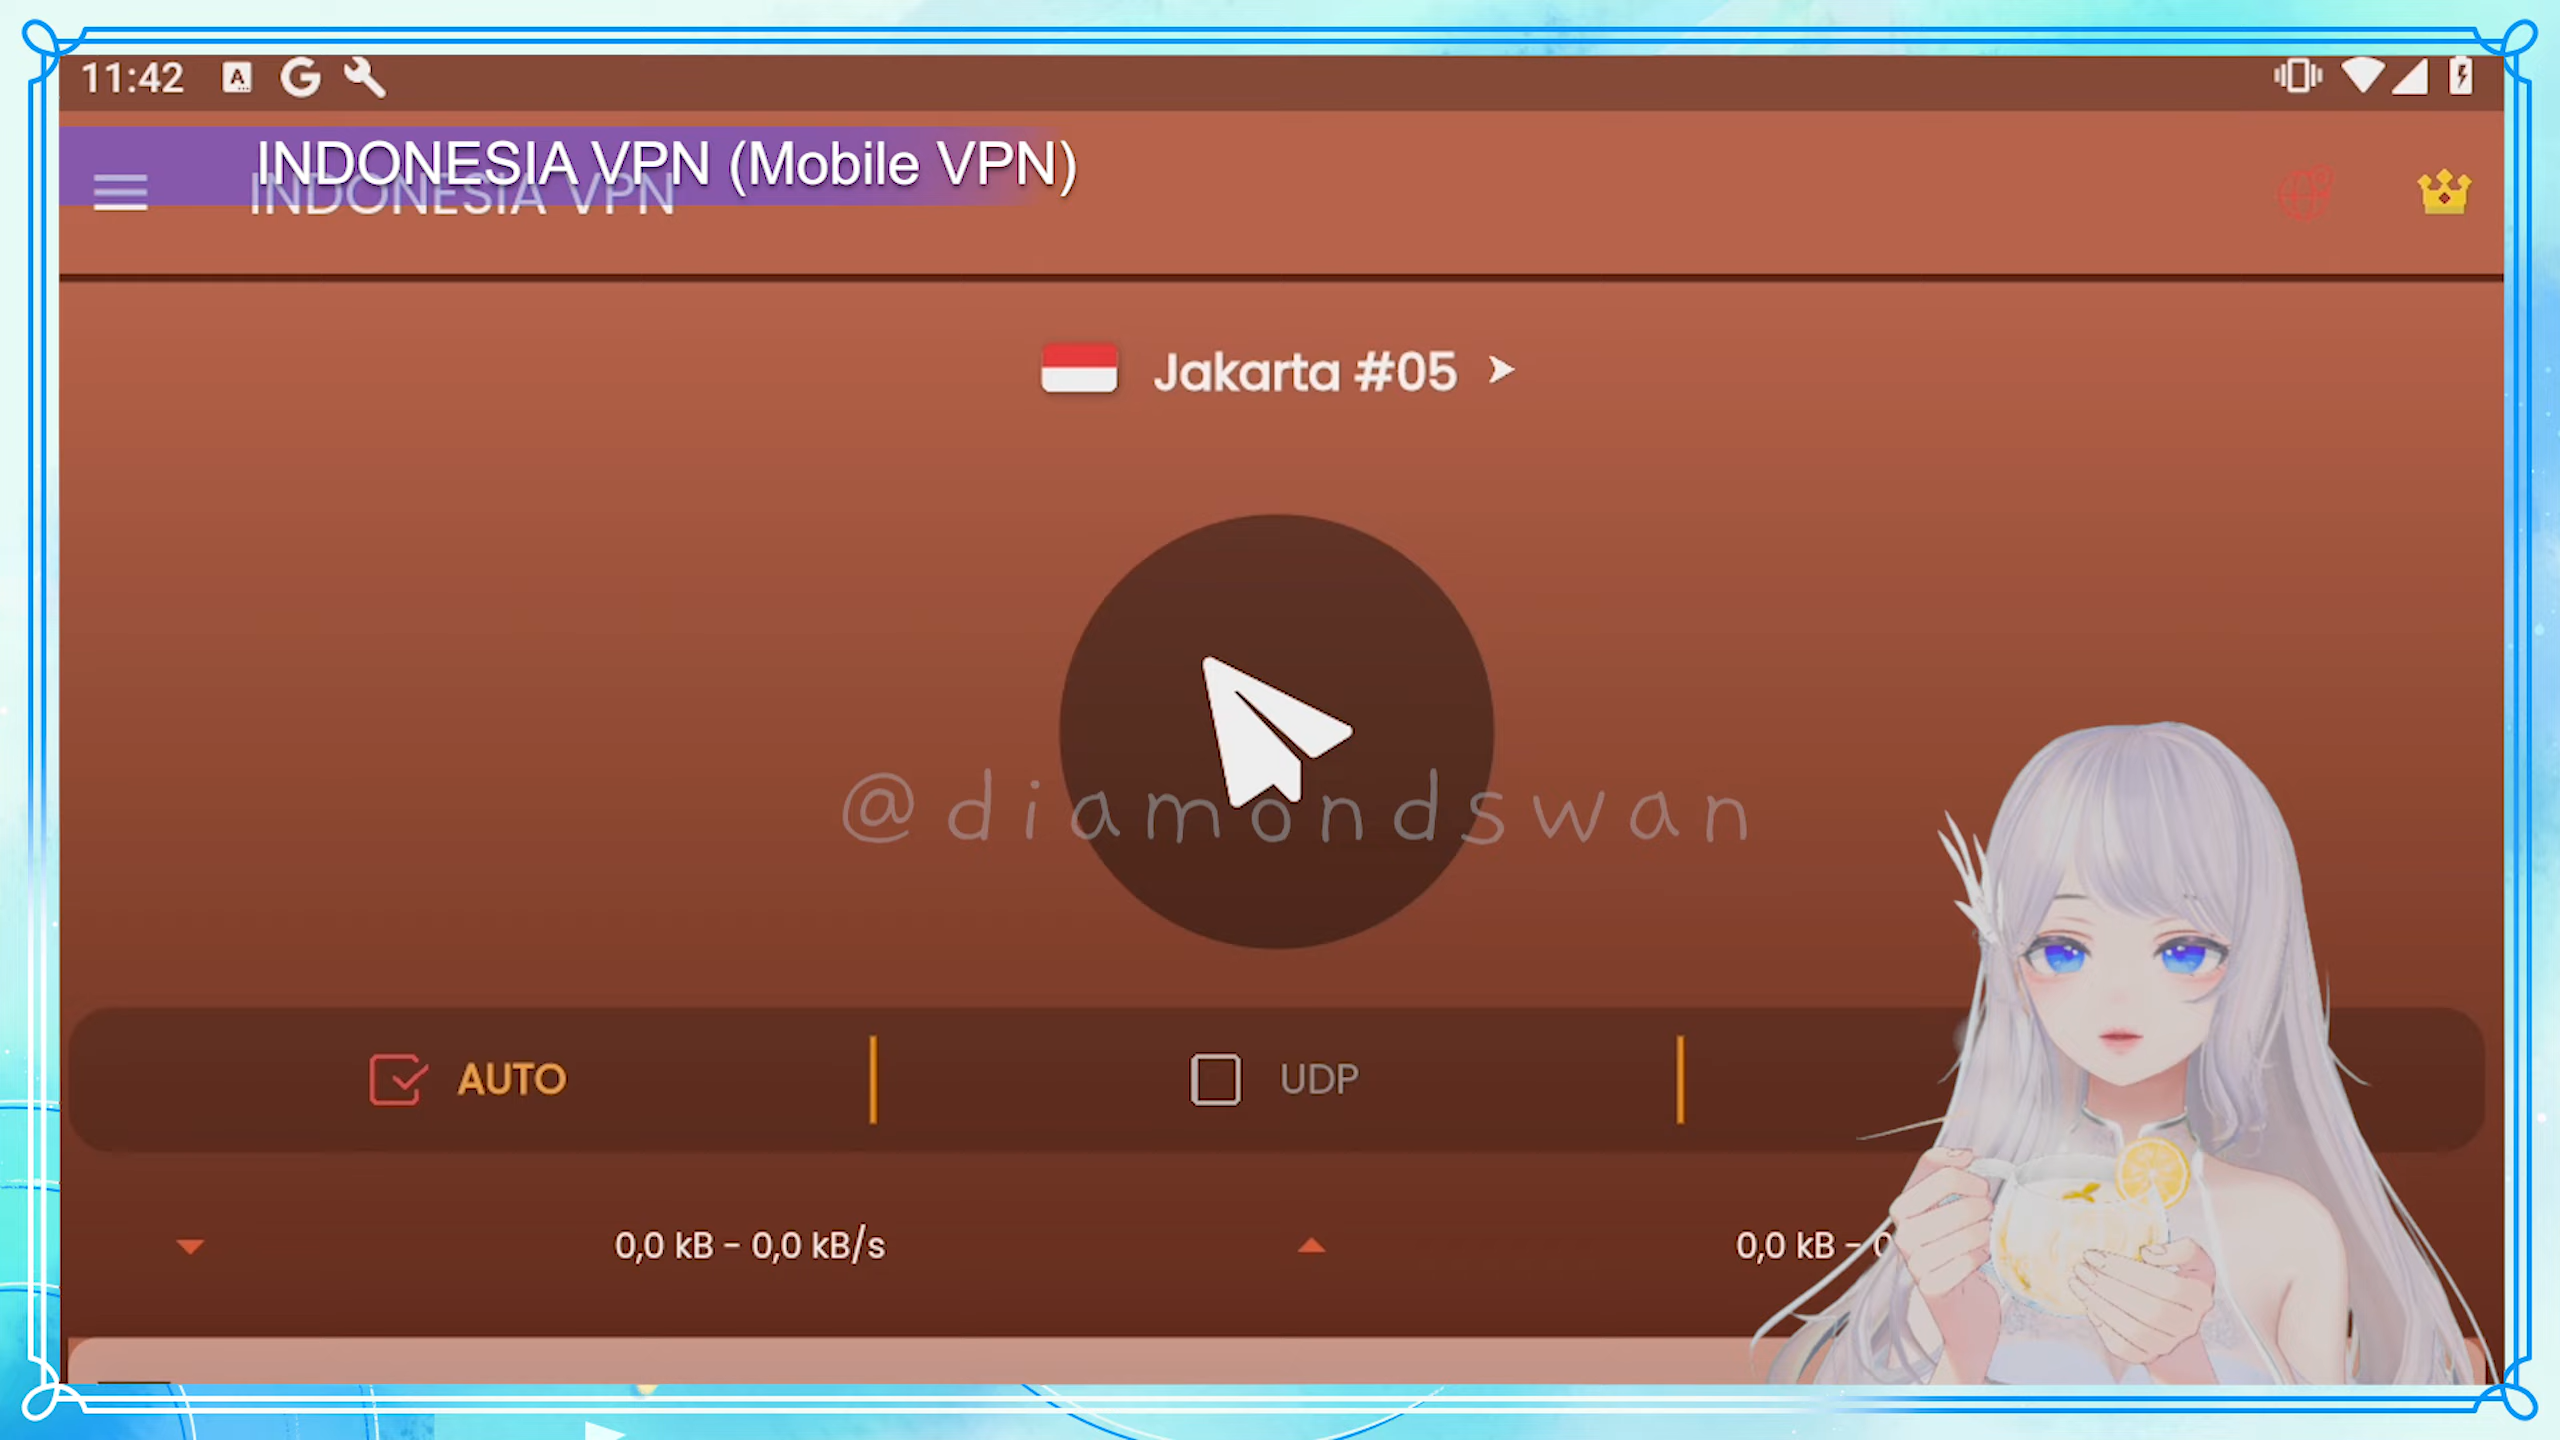 11:42
INDONESIA VPN (Mobile VPN)
INDONESIA VPN
Jakarta #05
@diamondswan
AUTO
UDP
0,0 kB - 0,0 kB/s
0,0 kB - 0